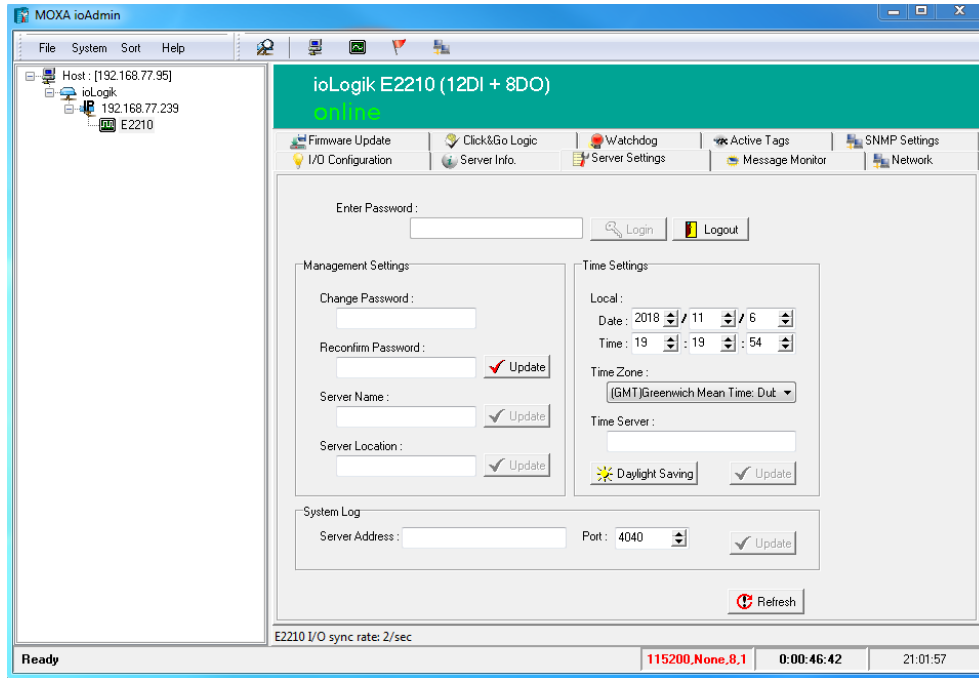 MOXA ioAdmin
File System Sort Help
Host : [192.168.77.95]
ioLogik
192.168.77.239
E2210
ioLogik E2210 (12DI + 8DO)
online
Firmware Update Click&Go Logic Watchdog Active Tags SNMP Settings
I/O Configuration Server Info. Server Settings Message Monitor Network
Enter Password :
Login Logout
Management Settings
Change Password :
Reconfirm Password :
Update
Server Name :
Update
Server Location :
Update
Time Settings
Local :
Date : 2018 / 11 / 6
Time : 19 : 19 : 54
Time Zone :
(GMT)Greenwich Mean Time: Dub
Time Server :
Daylight Saving Update
System Log
Server Address : Port : 4040 Update
Refresh
E2210 I/O sync rate: 2/sec
Ready 115200,None,8,1 0:00:46:42 21:01:57